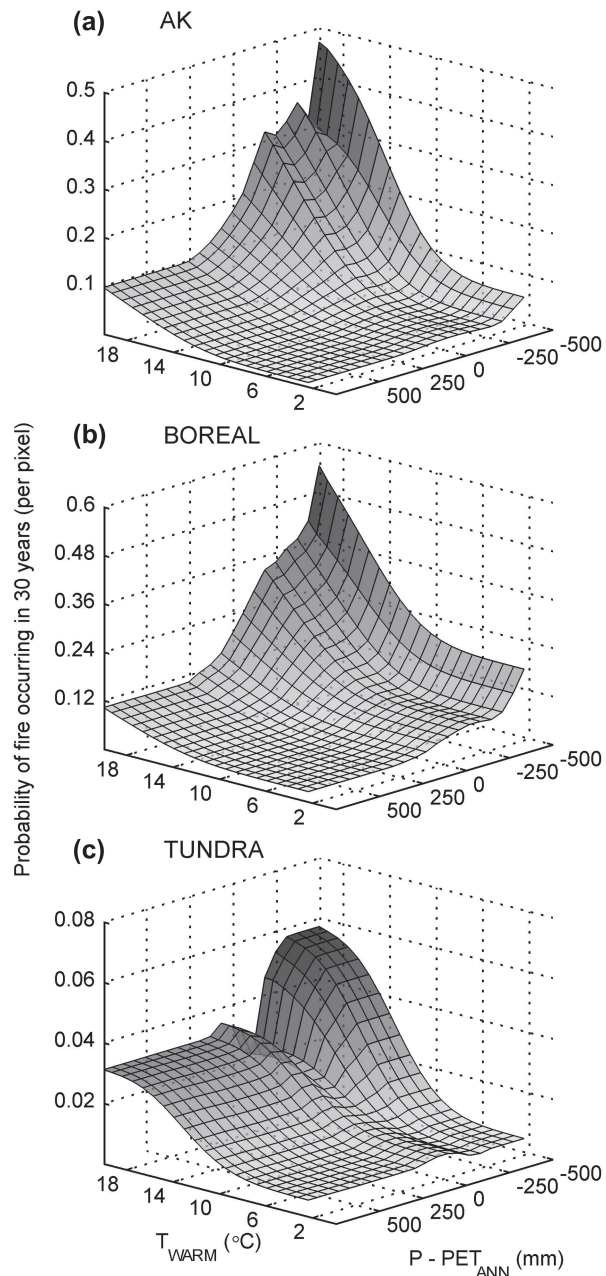 (a) AK
0.5
0.4
0.3
0.2
0.1
18 14 10 6 2
500 250 0 -250 -500
(b) BOREAL
Probability of fire occurring in 30 years (per pixel)
0.6
0.48
0.36
0.24
0.12
18 14 10 6 2
500 250 0 -250 -500
(c) TUNDRA
0.08
0.06
0.04
0.02
18 14 10 6 2
500 250 0 -250 -500
T_WARM (°C)
P - PET_ANN (mm)